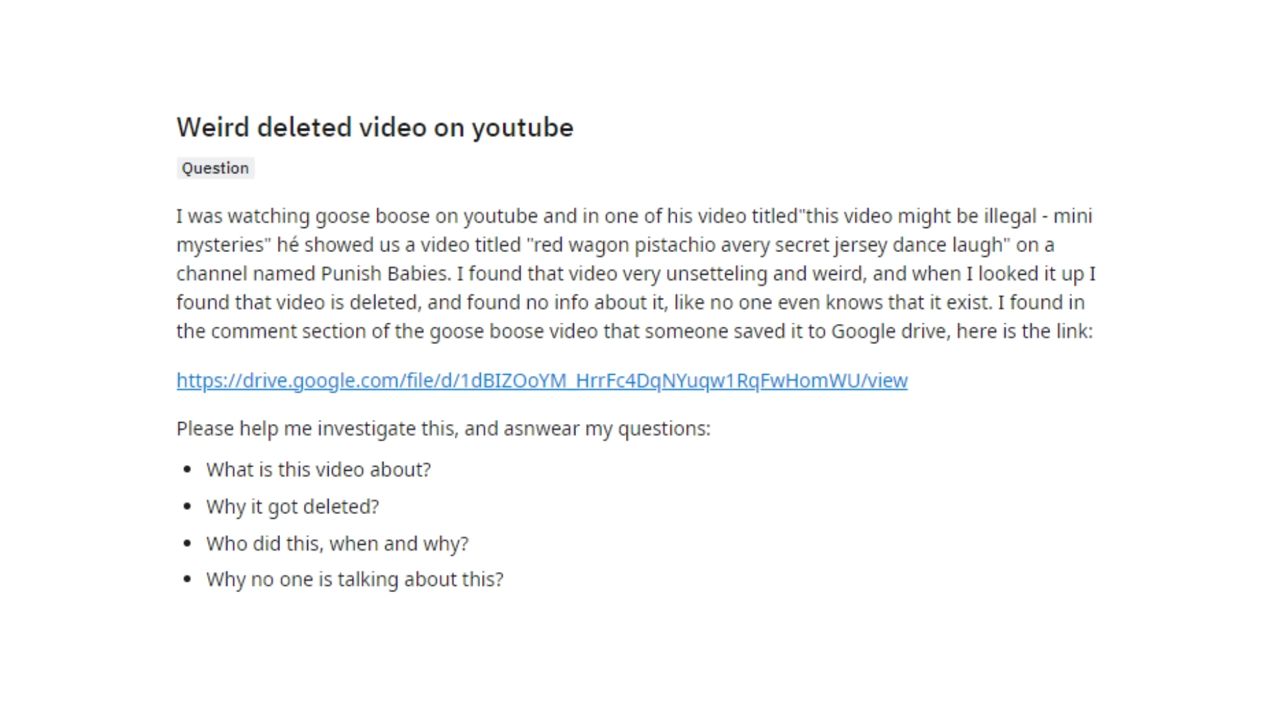 Weird deleted video on youtube
Question
I was watching goose boose on youtube and in one of his video titled"this video might be illegal - mini
mysteries" hé showed us a video titled "red wagon pistachio avery secret jersey dance laugh" on a
channel named Punish Babies. I found that video very unsetteling and weird, and when I looked it up I
found that video is deleted, and found no info about it, like no one even knows that it exist. I found in
the comment section of the goose boose video that someone saved it to Google drive, here is the link:
https://drive.google.com/file/d/1dBIZOoYM_HrrFc4DqNYuqw1RqFwHomWU/view
Please help me investigate this, and asnwear my questions:
• What is this video about?
• Why it got deleted?
• Who did this, when and why?
• Why no one is talking about this?